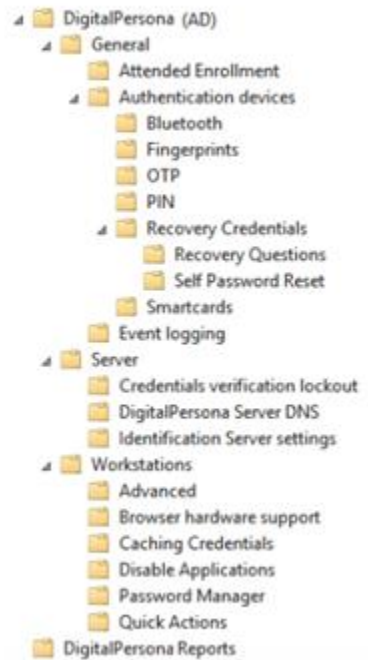 DigitalPersona (AD)
General
Attended Enrollment
Authentication devices
Bluetooth
Fingerprints
OTP
PIN
Recovery Credentials
Recovery Questions
Self Password Reset
Smartcards
Event logging
Server
Credentials verification lockout
DigitalPersona Server DNS
Identification Server settings
Workstations
Advanced
Browser hardware support
Caching Credentials
Disable Applications
Password Manager
Quick Actions
DigitalPersona Reports